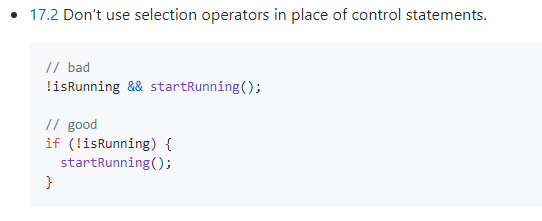 17.2 Don't use selection operators in place of control statements.
// bad
!isRunning && startRunning();
// good
if (!isRunning) {
  startRunning();
}